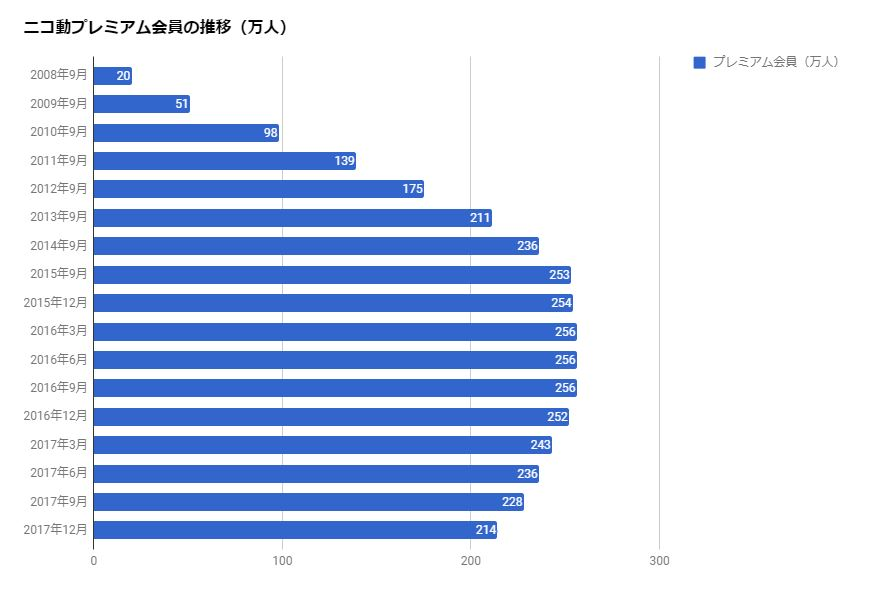 ニコ動プレミアム会員の推移（万人）
プレミアム会員（万人）
2008年9月 20
2009年9月 51
2010年9月 98
2011年9月 139
2012年9月 175
2013年9月 211
2014年9月 236
2015年9月 253
2015年12月 254
2016年3月 256
2016年6月 256
2016年9月 256
2016年12月 252
2017年3月 243
2017年6月 236
2017年9月 228
2017年12月 214
0 100 200 300